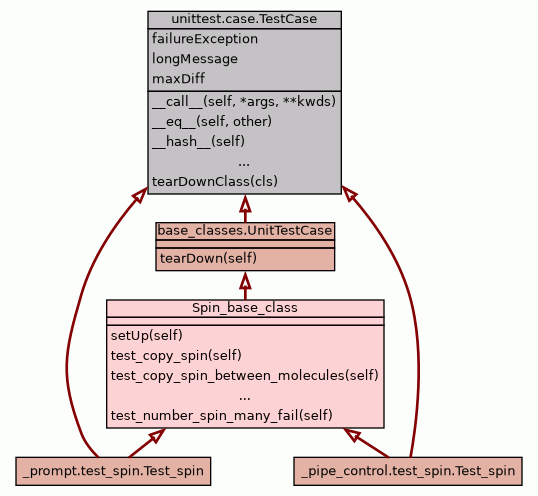 unittest.case.TestCase
failureException
longMessage
maxDiff
__call__(self, *args, **kwds)
__eq__(self, other)
__hash__(self)
...
tearDownClass(cls)
base_classes.UnitTestCase
tearDown(self)
Spin_base_class
setUp(self)
test_copy_spin(self)
test_copy_spin_between_molecules(self)
...
test_number_spin_many_fail(self)
_prompt.test_spin.Test_spin
_pipe_control.test_spin.Test_spin